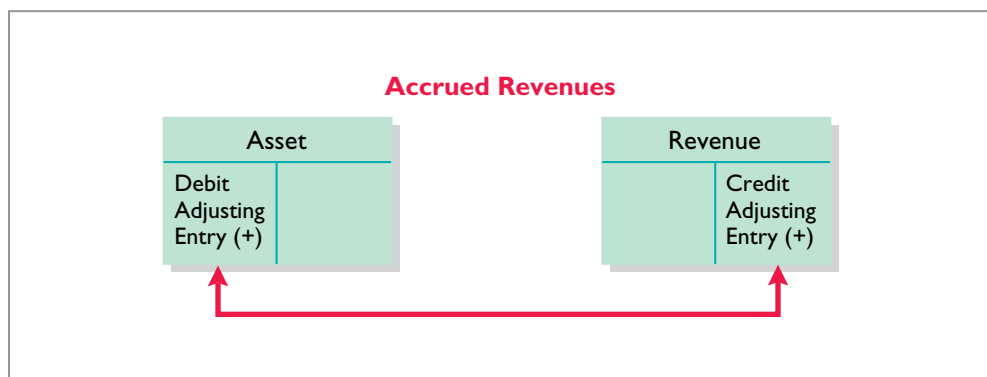 Accrued Revenues
Asset
Debit
Adjusting
Entry (+)
Revenue
Credit
Adjusting
Entry (+)